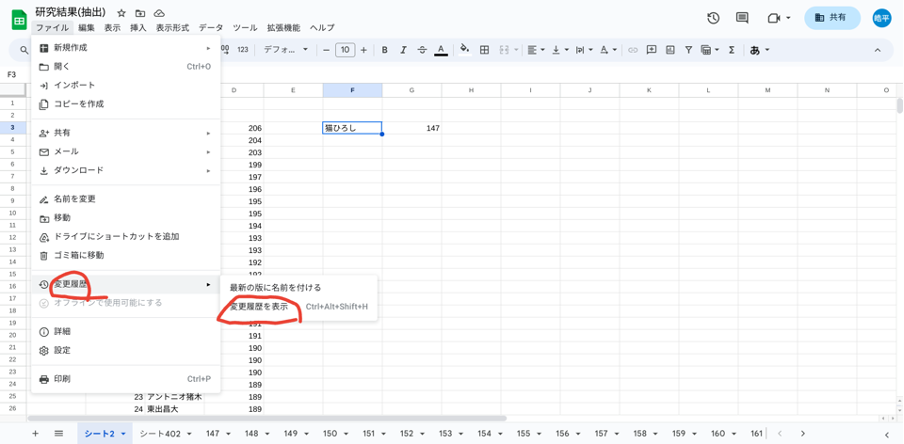 研究結果(抽出)
ファイル 編集 表示 挿入 表示形式 データ ツール 拡張機能 ヘルプ
共有
皓平
123 デフォ... 10 B I A あ
F3
新規作成
開く Ctrl+O
インポート
コピーを作成
共有
メール
ダウンロード
名前を変更
移動
ドライブにショートカットを追加
ゴミ箱に移動
変更履歴
オフラインで使用可能にする
詳細
設定
印刷 Ctrl+P
最新の版に名前を付ける
変更履歴を表示 Ctrl+Alt+Shift+H
D E F G H I J K L M N O
1
2
3 206 猫ひろし 147
4 204
5 203
6 199
7 197
8 196
9 195
10 195
11 194
12 193
13 193
14 192
15 192
16
17
18
19 191
20 191
21 190
22 190
23 190
24 189
25 23 アントニオ猪木 189
26 24 東出昌大 189
シート2 シート402 147 148 149 150 151 152 153 154 155 156 157 158 159 160 161